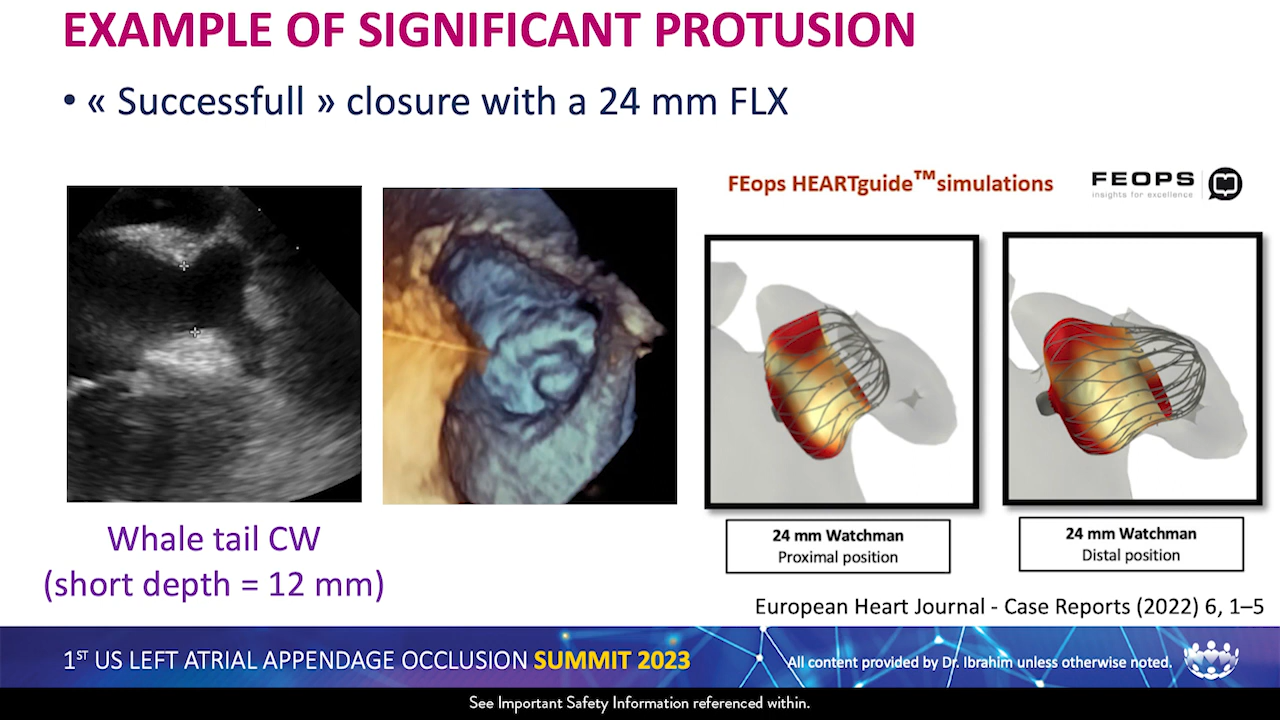 EXAMPLE OF SIGNIFICANT PROTUSION
• « Successfull » closure with a 24 mm FLX
FEops HEARTguide™simulations
FEOPS
insights for excellence
Whale tail CW
(short depth = 12 mm)
24 mm Watchman
Proximal position
24 mm Watchman
Distal position
European Heart Journal - Case Reports (2022) 6, 1–5
1ST US LEFT ATRIAL APPENDAGE OCCLUSION SUMMIT 2023
All content provided by Dr. Ibrahim unless otherwise noted.
See Important Safety Information referenced within.